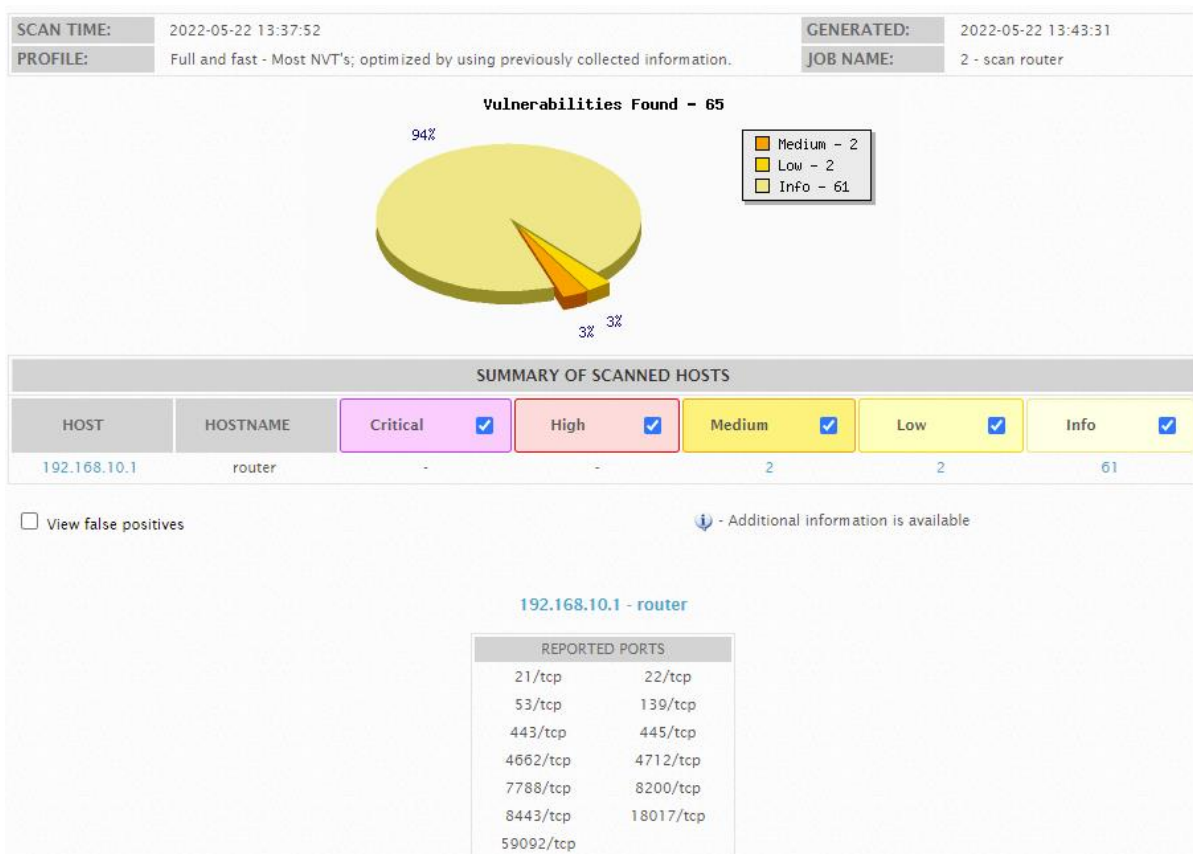 SCAN TIME: 2022-05-22 13:37:52 GENERATED: 2022-05-22 13:43:31
PROFILE: Full and fast - Most NVT's; optimized by using previously collected information. JOB NAME: 2 - scan router
Vulnerabilities Found - 65
94%
Medium - 2
Low - 2
Info - 61
3% 3%
SUMMARY OF SCANNED HOSTS
HOST HOSTNAME Critical High Medium Low Info
192.168.10.1 router - - 2 2 61
View false positives i - Additional information is available
192.168.10.1 - router
REPORTED PORTS
21/tcp 22/tcp
53/tcp 139/tcp
443/tcp 445/tcp
4662/tcp 4712/tcp
7788/tcp 8200/tcp
8443/tcp 18017/tcp
59092/tcp